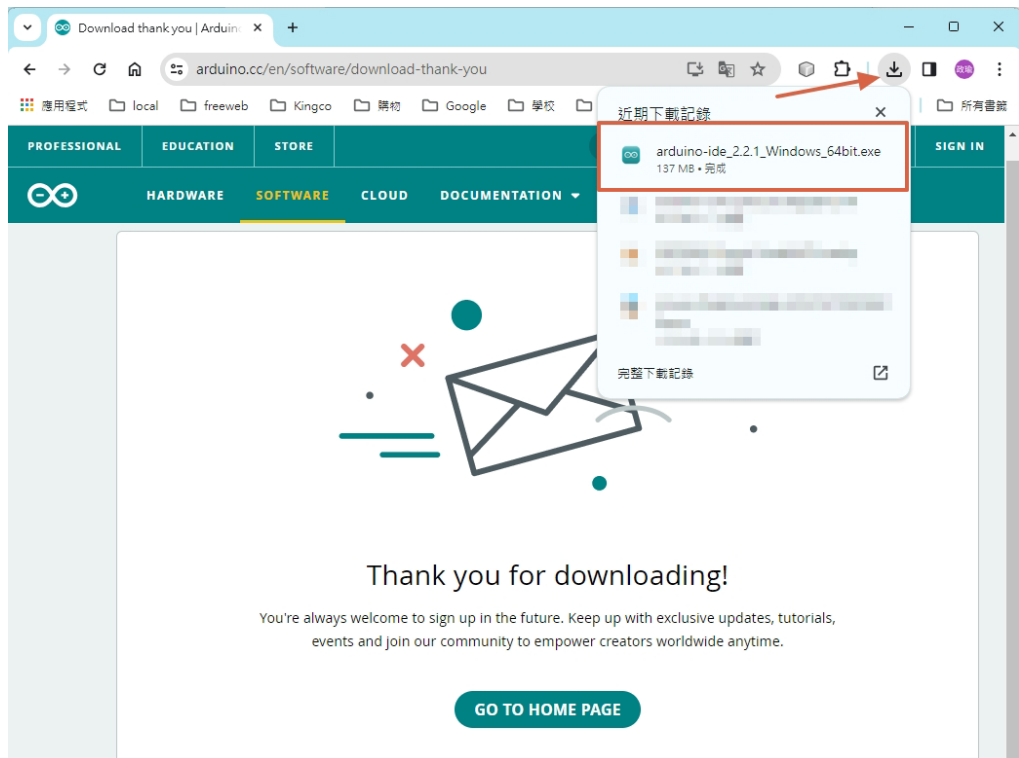 Download thank you | Arduin
arduino.cc/en/software/download-thank-you
政瑜
應用程式 local freeweb Kingco 購物 Google 學校 所有書籤
PROFESSIONAL EDUCATION STORE SIGN IN
HARDWARE SOFTWARE CLOUD DOCUMENTATION
近期下載記錄
arduino-ide_2.2.1_Windows_64bit.exe
137 MB • 完成
完整下載記錄
Thank you for downloading!
You're always welcome to sign up in the future. Keep up with exclusive updates, tutorials,
events and join our community to empower creators worldwide anytime.
GO TO HOME PAGE